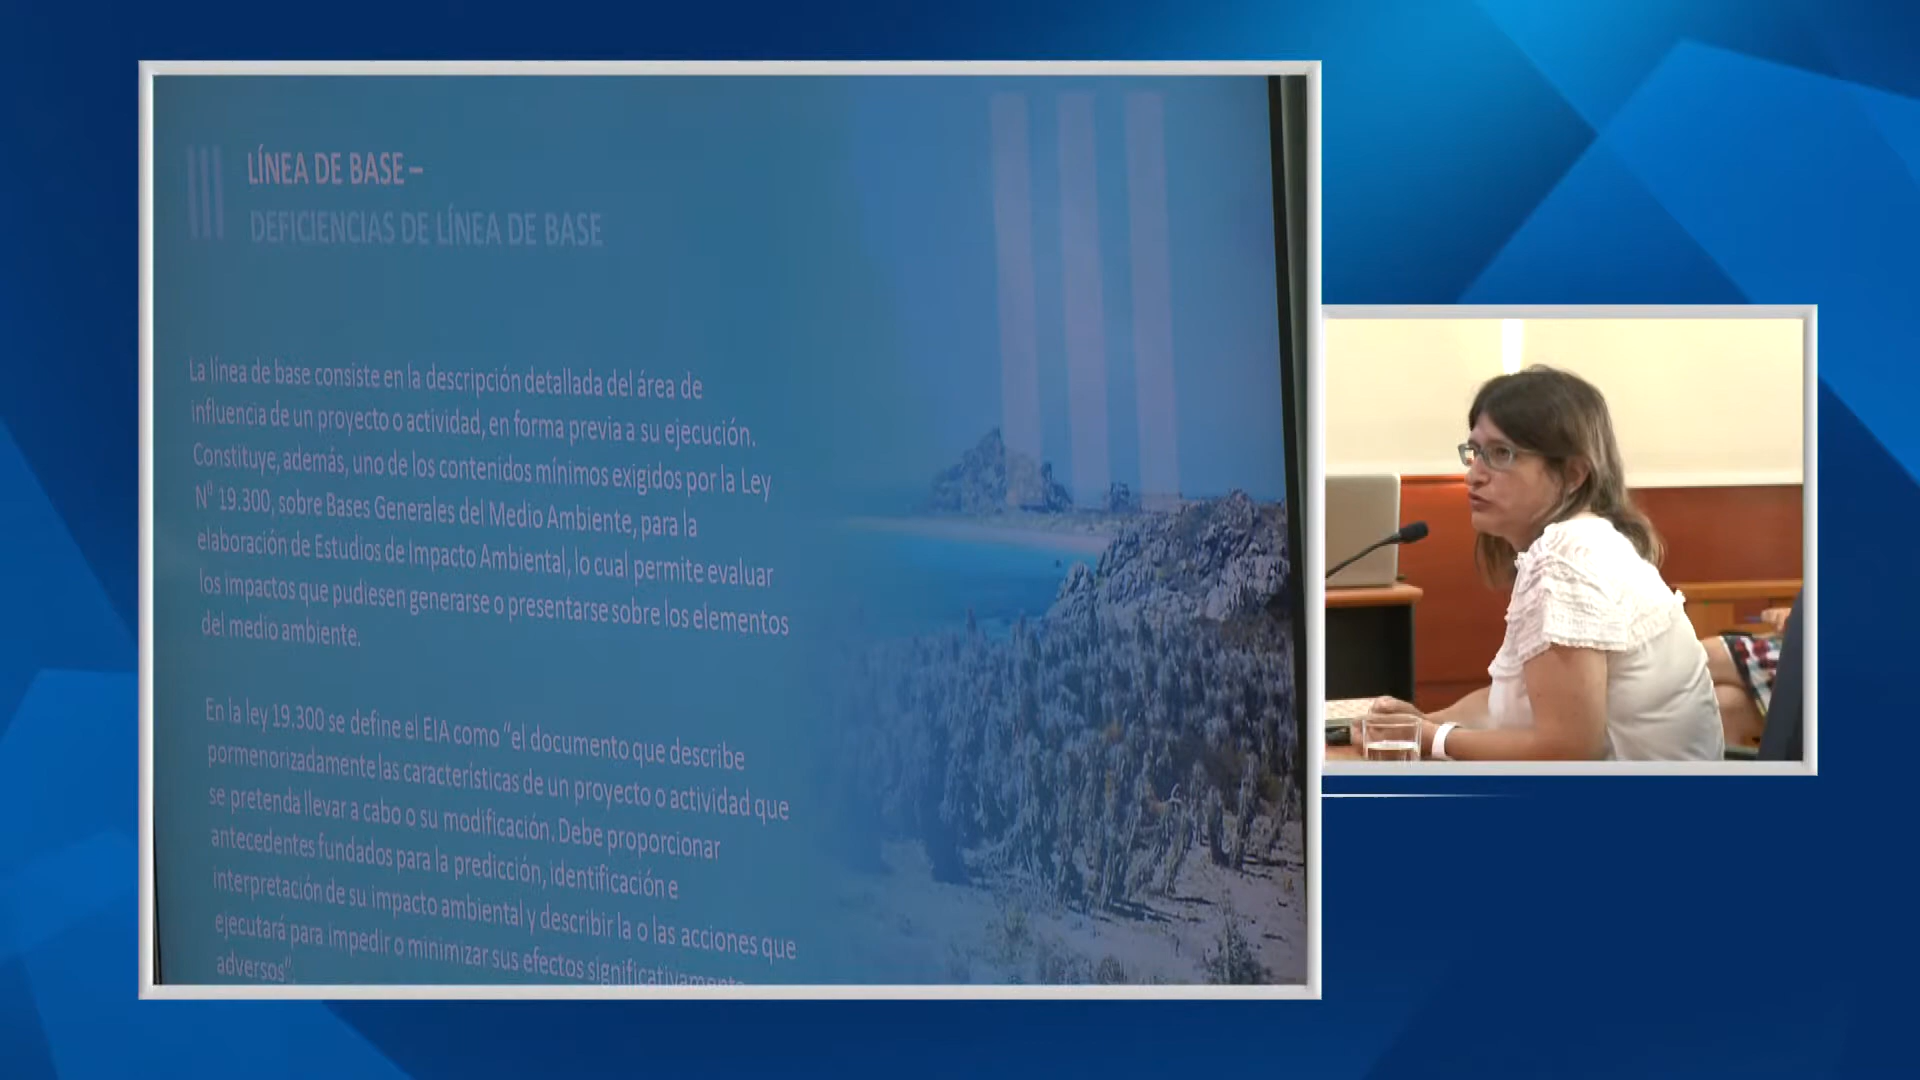 LÍNEA DE BASE –
DEFICIENCIAS DE LÍNEA DE BASE
La línea de base consiste en la descripción detallada del área de
influencia de un proyecto o actividad, en forma previa a su ejecución.
Constituye, además, uno de los contenidos mínimos exigidos por la Ley
N° 19.300, sobre Bases Generales del Medio Ambiente, para la
elaboración de Estudios de Impacto Ambiental, lo cual permite evaluar
los impactos que pudiesen generarse o presentarse sobre los elementos
del medio ambiente.
En la ley 19.300 se define el EIA como “el documento que describe
pormenorizadamente las características de un proyecto o actividad que
se pretenda llevar a cabo o su modificación. Debe proporcionar
antecedentes fundados para la predicción, identificación e
interpretación de su impacto ambiental y describir la o las acciones que
ejecutará para impedir o minimizar sus efectos significativamente
adversos”.